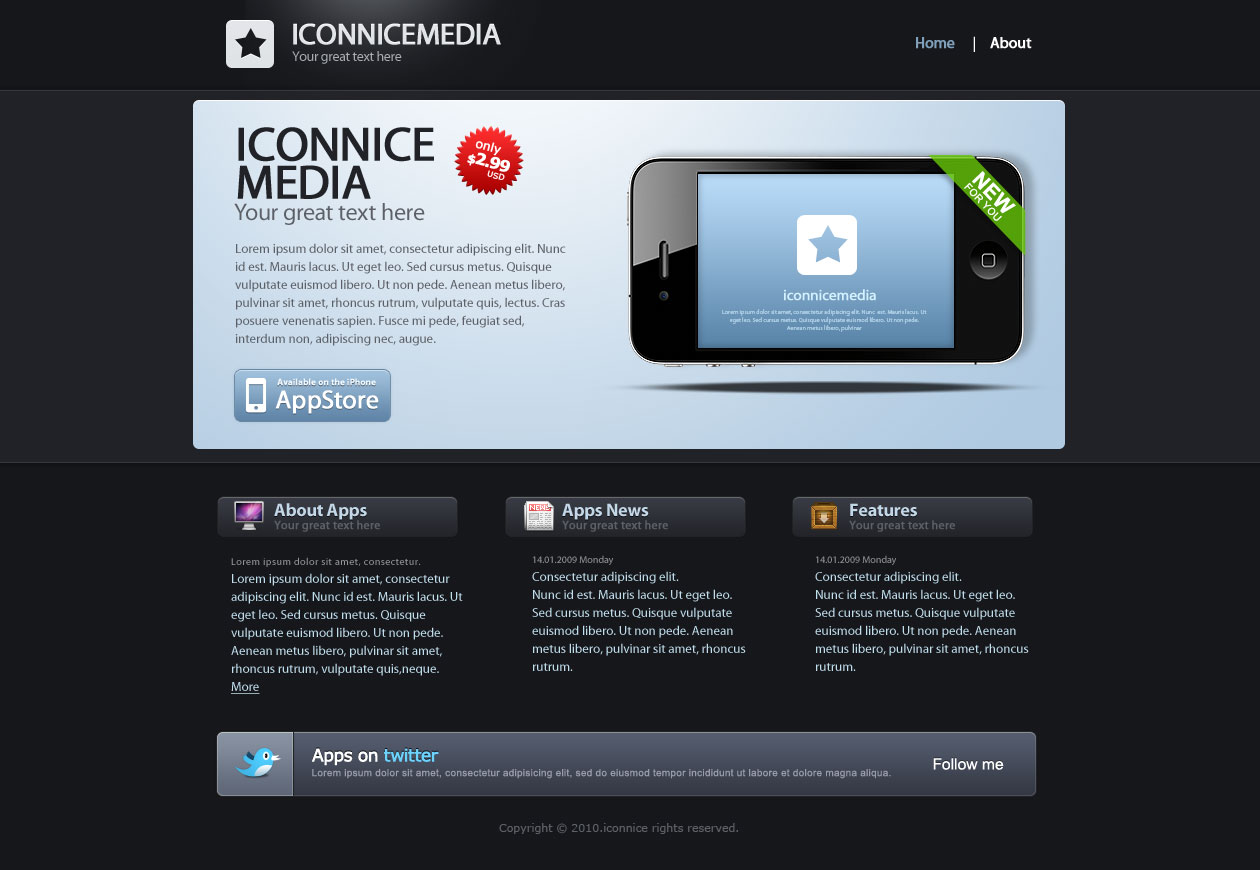 ICONNICEMEDIA
Your great text here
Home | About
ICONNICE
MEDIA
Your great text here
only
$2.99
USD
Lorem ipsum dolor sit amet, consectetur adipiscing elit. Nunc
id est. Mauris lacus. Ut eget leo. Sed cursus metus. Quisque
vulputate euismod libero. Ut non pede. Aenean metus libero,
pulvinar sit amet, rhoncus rutrum, vulputate quis, lectus. Cras
posuere venenatis sapien. Fusce mi pede, feugiat sed,
interdum non, adipiscing nec, augue.
Available on the iPhone
AppStore
NEW
FOR YOU
iconnicemedia
Lorem ipsum dolor sit amet, consectetur adipiscing elit. Nunc est. Mauris lacus. Ut
eget leo. Sed cursus metus. Quisque vulputate euismod libero. Ut non pede.
Aenean metus libero, pulvinar
About Apps
Your great text here
Lorem ipsum dolor sit amet, consectetur.
Lorem ipsum dolor sit amet, consectetur
adipiscing elit. Nunc id est. Mauris lacus. Ut
eget leo. Sed cursus metus. Quisque
vulputate euismod libero. Ut non pede.
Aenean metus libero, pulvinar sit amet,
rhoncus rutrum, vulputate quis,neque.
More
NEWS
Apps News
Your great text here
14.01.2009 Monday
Consectetur adipiscing elit.
Nunc id est. Mauris lacus. Ut eget leo.
Sed cursus metus. Quisque vulputate
euismod libero. Ut non pede. Aenean
metus libero, pulvinar sit amet, rhoncus
rutrum.
Features
Your great text here
14.01.2009 Monday
Consectetur adipiscing elit.
Nunc id est. Mauris lacus. Ut eget leo.
Sed cursus metus. Quisque vulputate
euismod libero. Ut non pede. Aenean
metus libero, pulvinar sit amet, rhoncus
rutrum.
Apps on twitter
Lorem ipsum dolor sit amet, consectetur adipisicing elit, sed do eiusmod tempor incididunt ut labore et dolore magna aliqua.
Follow me
Copyright © 2010.iconnice rights reserved.